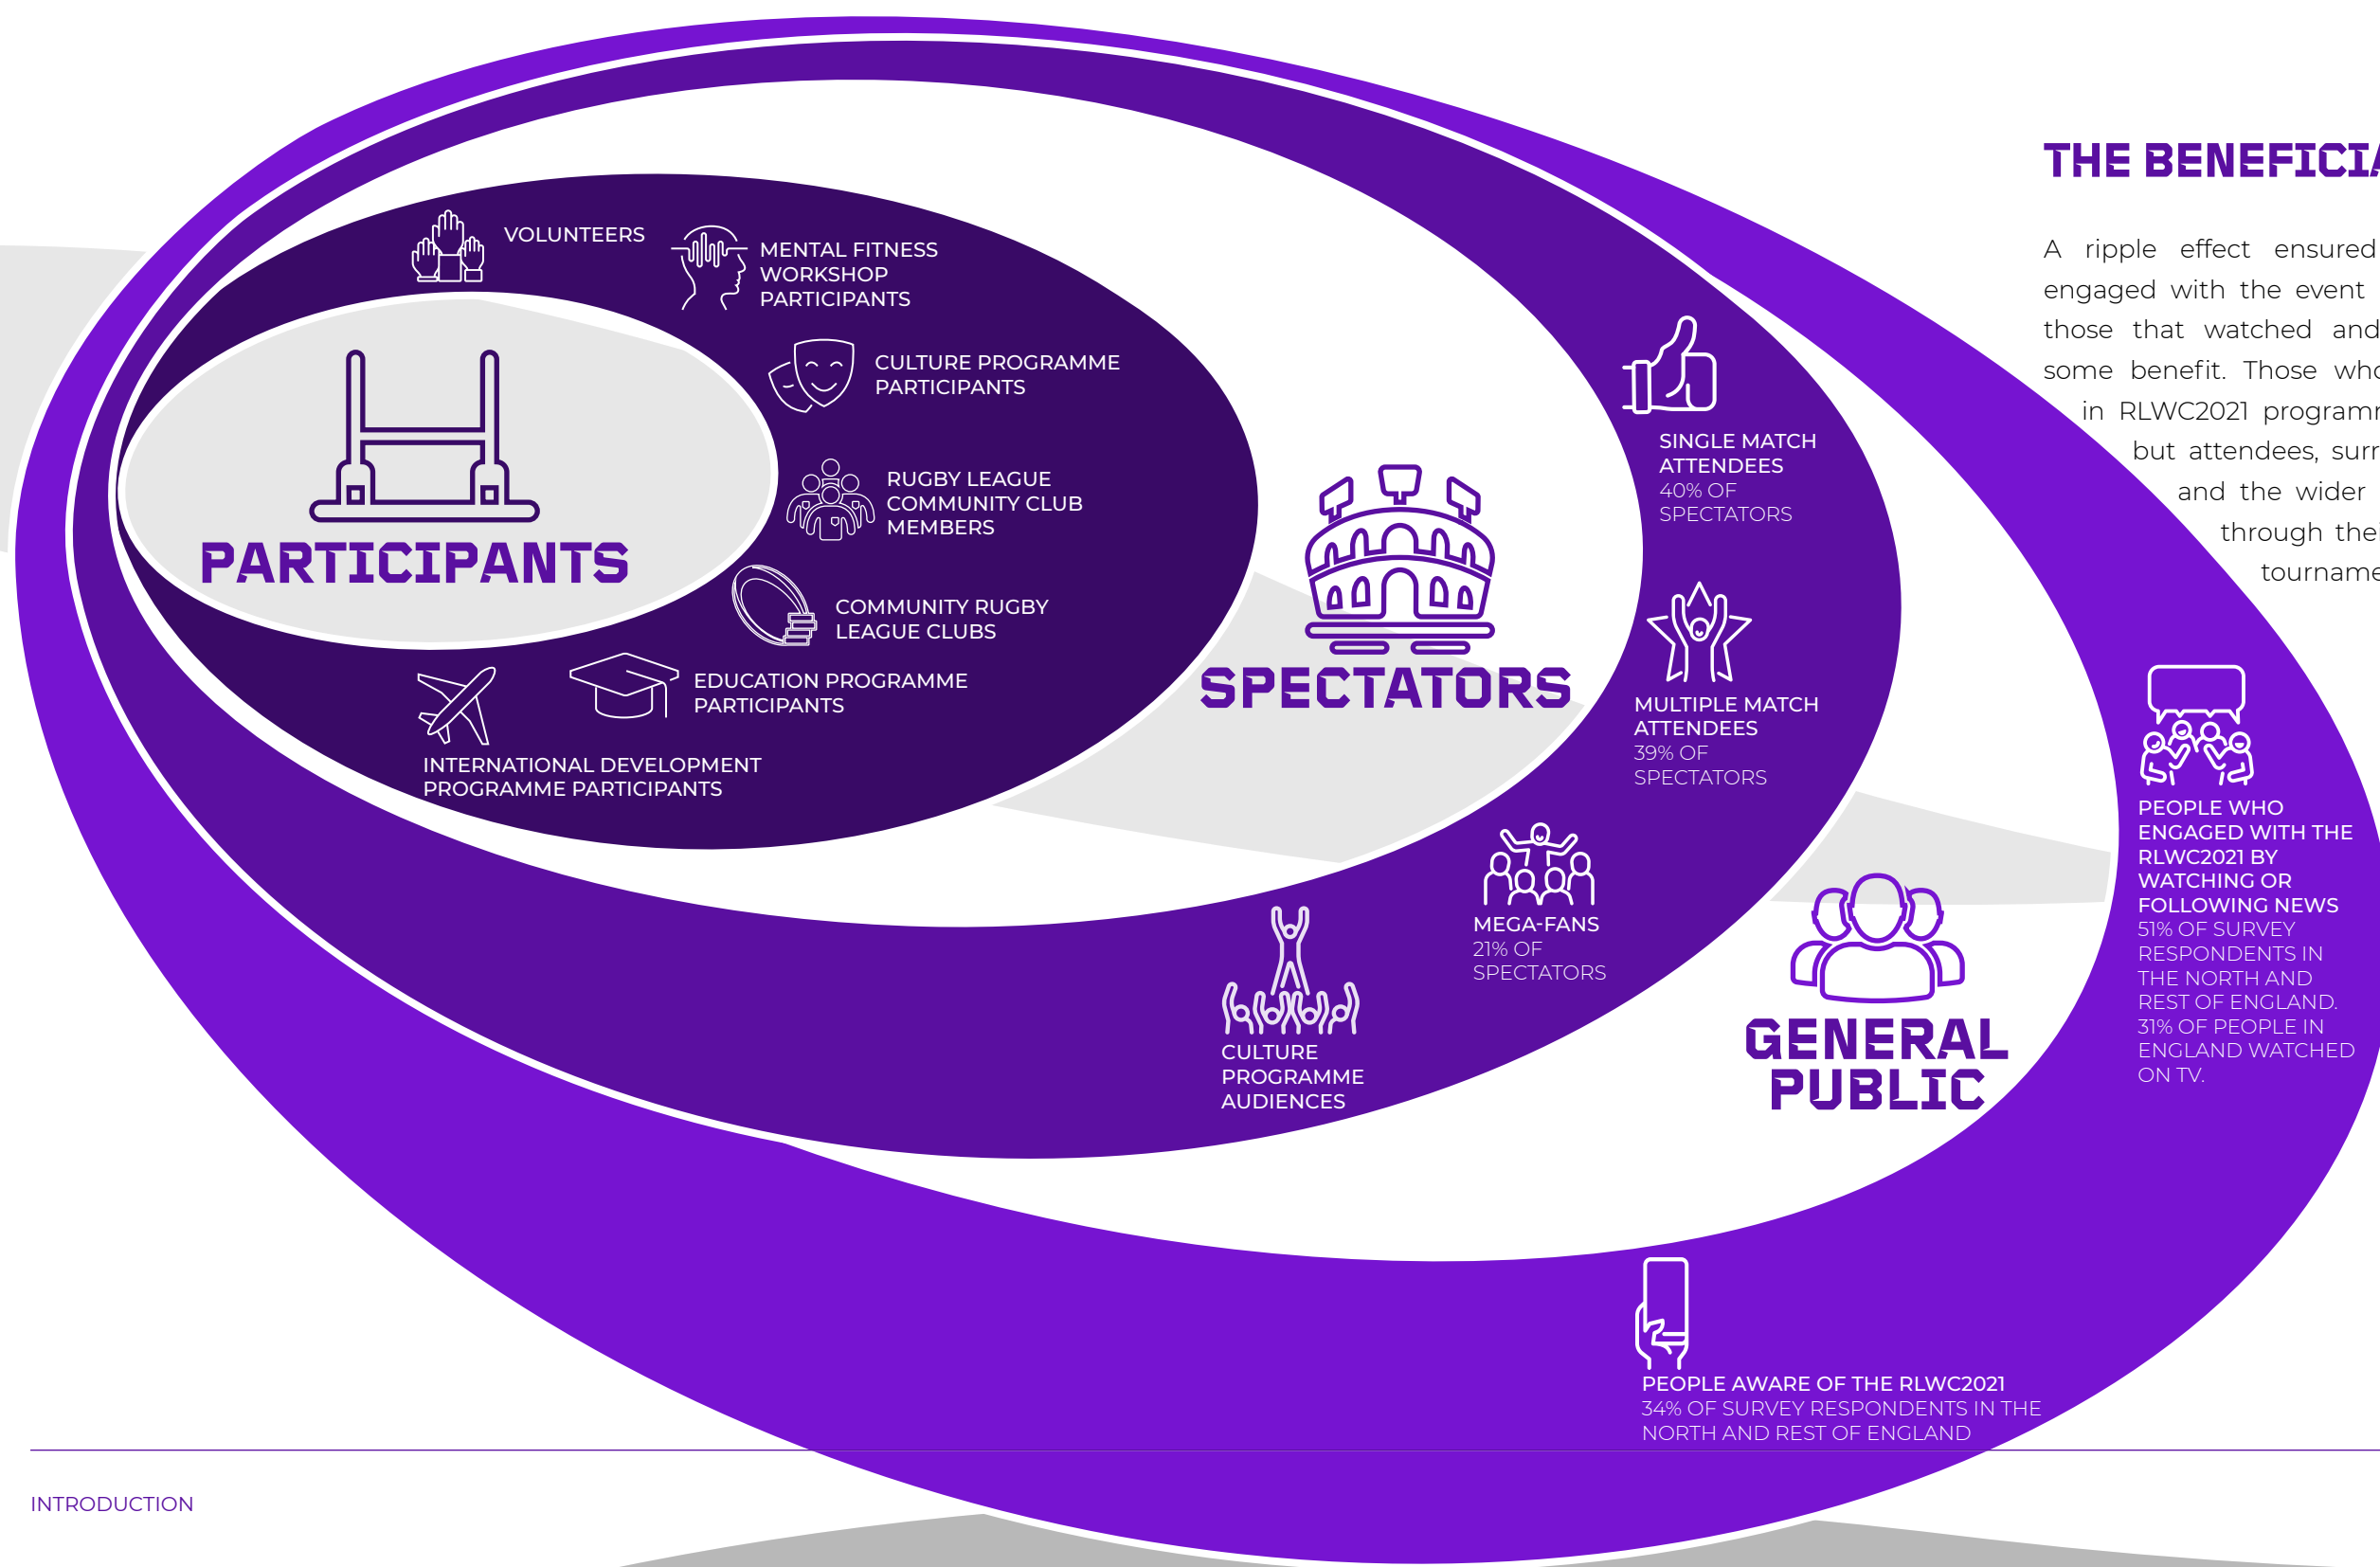 VOLUNTEERS
MENTAL FITNESS
WORKSHOP
PARTICIPANTS
CULTURE PROGRAMME
PARTICIPANTS
RUGBY LEAGUE
COMMUNITY CLUB
MEMBERS
COMMUNITY RUGBY
LEAGUE CLUBS
EDUCATION PROGRAMME
PARTICIPANTS
INTERNATIONAL DEVELOPMENT
PROGRAMME PARTICIPANTS
PARTICIPANTS
SPECTATORS
SINGLE MATCH
ATTENDEES
40% OF
SPECTATORS
MULTIPLE MATCH
ATTENDEES
39% OF
SPECTATORS
MEGA-FANS
21% OF
SPECTATORS
CULTURE
PROGRAMME
AUDIENCES
GENERAL
PUBLIC
THE
A ripple effect ensured
engaged with the event
those that watched and
some benefit. Those
in RLWC2021
but attendees,
and the wider
through
PEOPLE WHO
ENGAGED WITH THE
RLWC2021 BY
WATCHING OR
FOLLOWING NEWS
51% OF SURVEY
RESPONDENTS IN
THE NORTH AND
REST OF ENGLAND.
31% OF PEOPLE IN
ENGLAND WATCHED
ON TV.
PEOPLE AWARE OF THE RLWC2021
34% OF SURVEY RESPONDENTS IN THE
NORTH AND REST OF ENGLAND
INTRODUCTION